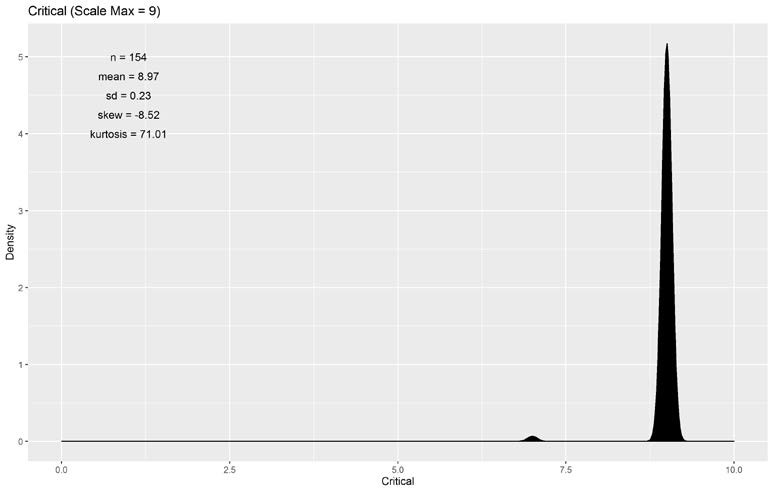 Critical (Scale Max = 9)
n = 154
mean = 8.97
sd = 0.23
skew = -8.52
kurtosis = 71.01
5
4
3
2
1
0
Density
0.0 2.5 5.0 7.5 10.0
Critical